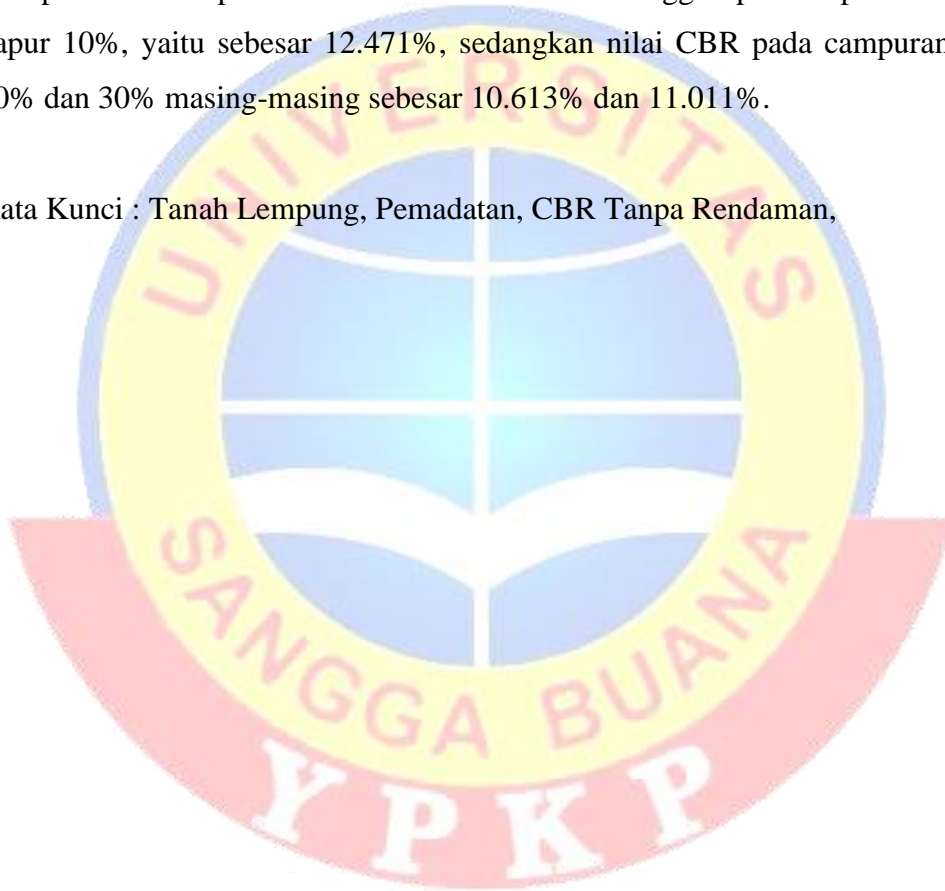 apur 10%, yaitu sebesar 12.471%, sedangkan nilai CBR pada campuran
0% dan 30% masing-masing sebesar 10.613% dan 11.011%.
ata Kunci : Tanah Lempung, Pemadatan, CBR Tanpa Rendaman,
UNIVERSITAS
SANGGA BUANA
YPKP